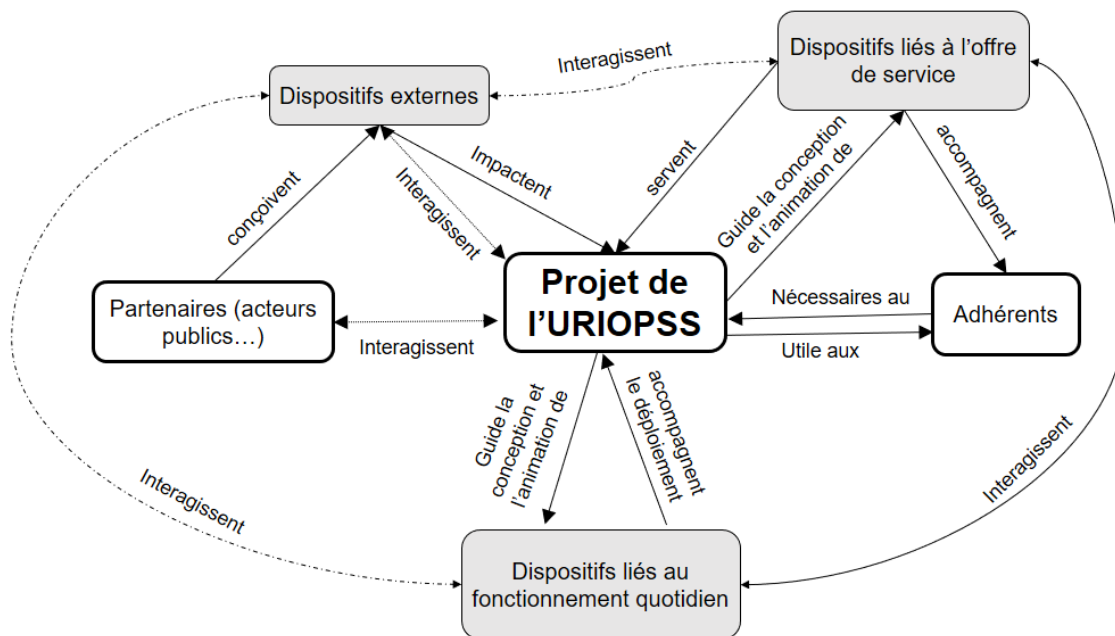 Dispositifs liés à l’offre
de service
Interagissent
Dispositifs externes
conçoivent
Impactent
Interagissent
servent
Guide la conception
et l’animation de
accompagnent
Partenaires (acteurs
publics…)
Interagissent
Projet de
l’URIOPSS
Nécessaires au
Utile aux
Adhérents
Guide la
conception et
l’animation de
accompagnent
le déploiement
Interagissent
Interagissent
Dispositifs liés au
fonctionnement quotidien